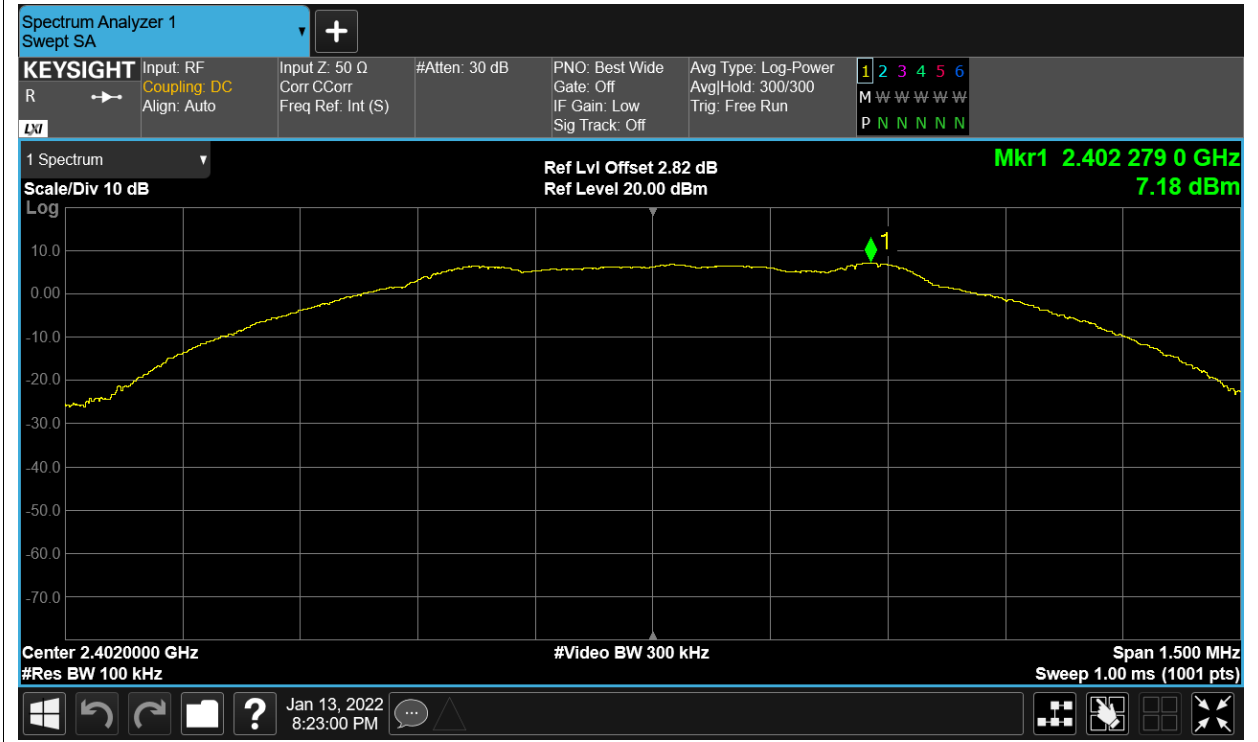 Spectrum Analyzer 1
Swept SA
KEYSIGHT
R
LXI
Input: RF
Coupling: DC
Align: Auto
Input Z: 50 Ω
Corr CCorr
Freq Ref: Int (S)
#Atten: 30 dB
PNO: Best Wide
Gate: Off
IF Gain: Low
Sig Track: Off
Avg Type: Log-Power
Avg|Hold: 300/300
Trig: Free Run
1 2 3 4 5 6
M W W W W W
P N N N N N
1 Spectrum
Scale/Div 10 dB
Log
Ref Lvl Offset 2.82 dB
Ref Level 20.00 dBm
Mkr1 2.402 279 0 GHz
7.18 dBm
1
10.0
0.00
-10.0
-20.0
-30.0
-40.0
-50.0
-60.0
-70.0
Center 2.4020000 GHz
#Res BW 100 kHz
#Video BW 300 kHz
Span 1.500 MHz
Sweep 1.00 ms (1001 pts)
?
Jan 13, 2022
8:23:00 PM